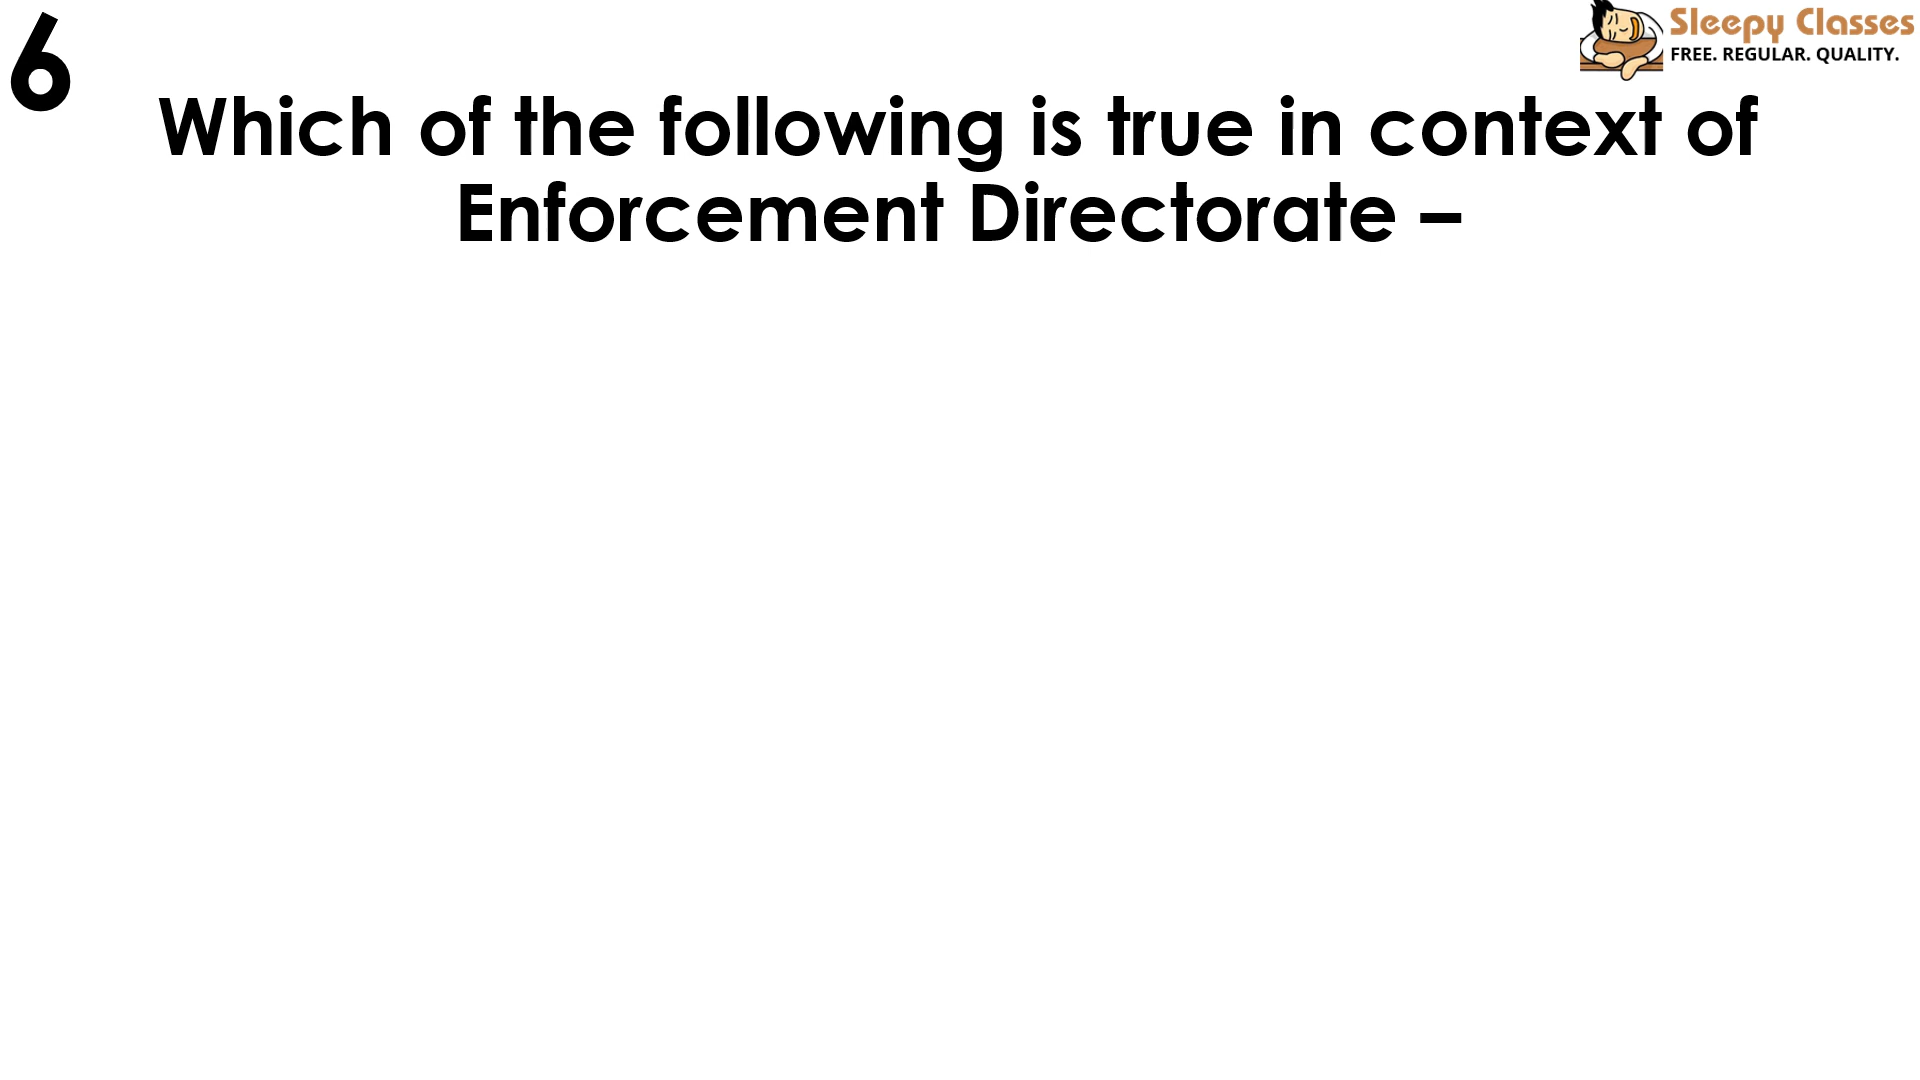 6
Sleepy Classes
FREE. REGULAR. QUALITY.
Which of the following is true in context of
Enforcement Directorate –